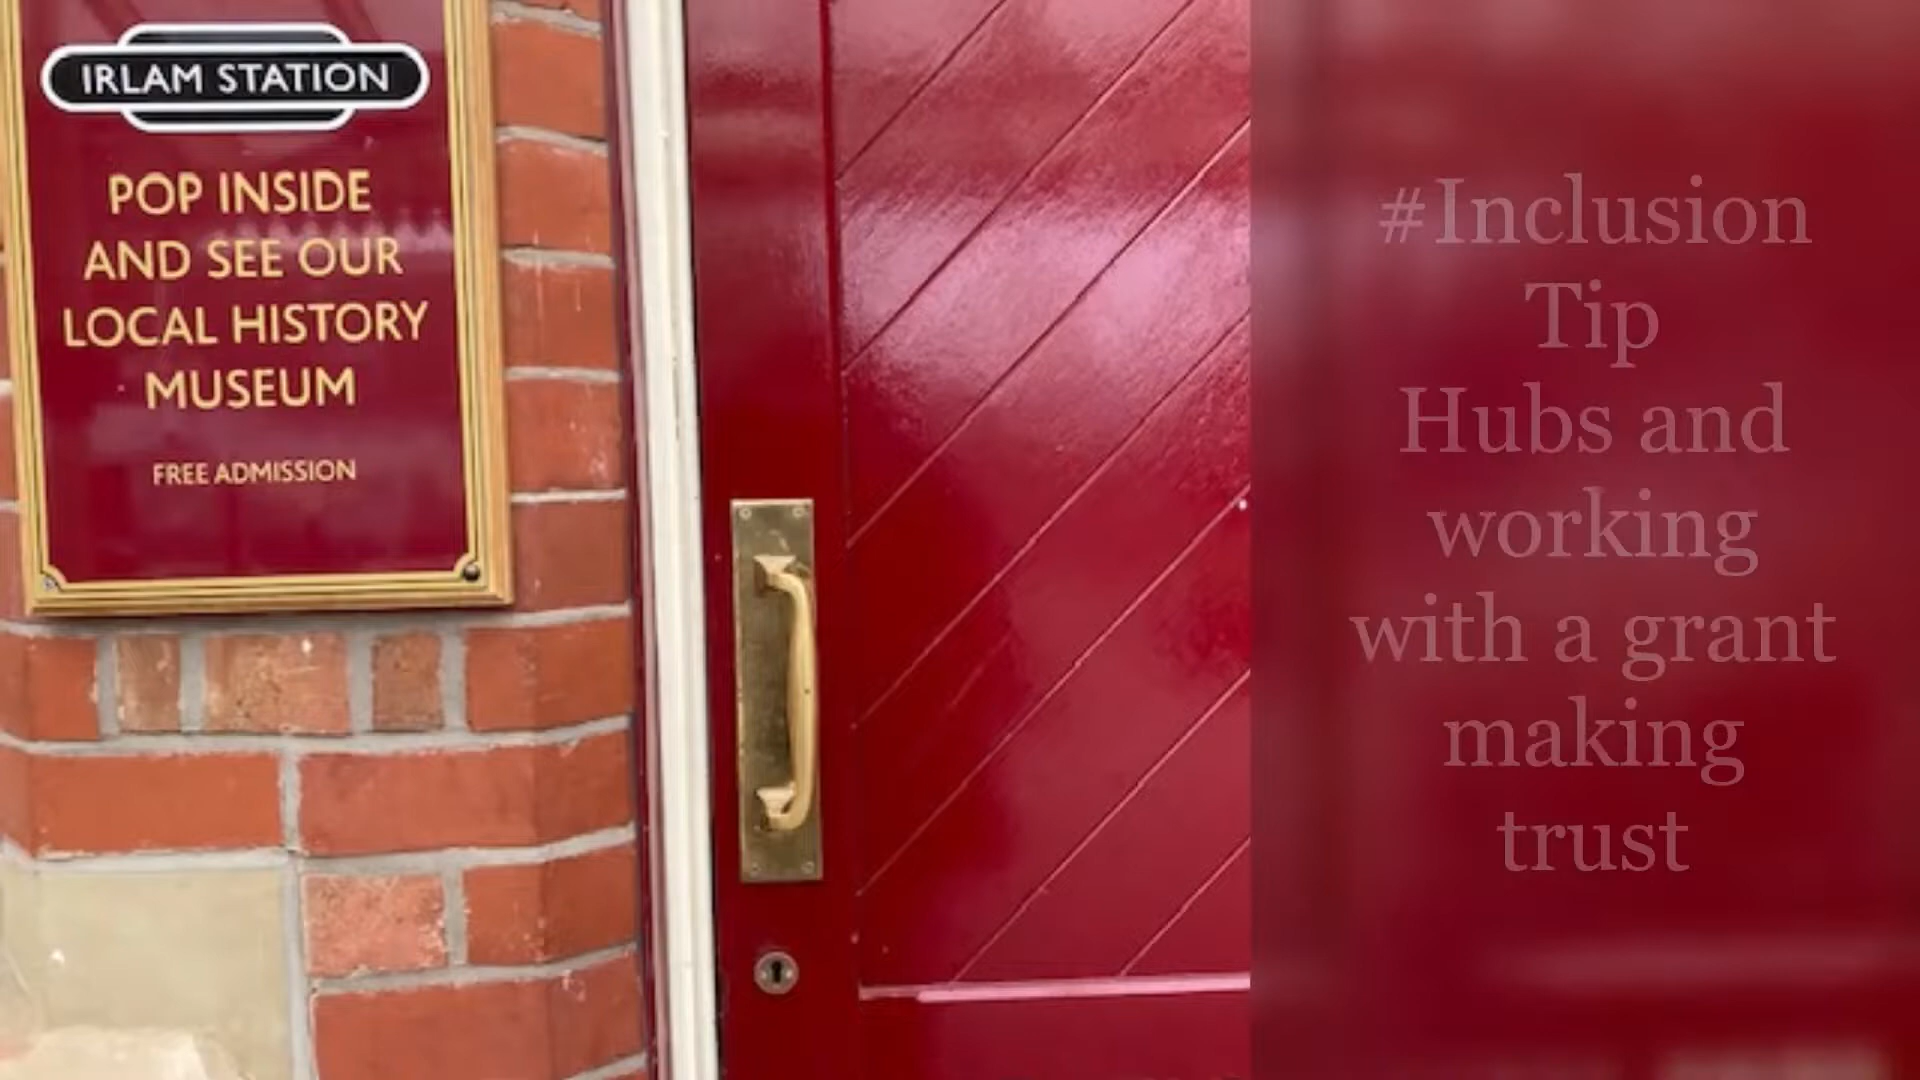 IRLAM STATION
POP INSIDE
AND SEE OUR
LOCAL HISTORY
MUSEUM
FREE ADMISSION
#Inclusion
Tip
Hubs and
working
with a grant
making
trust